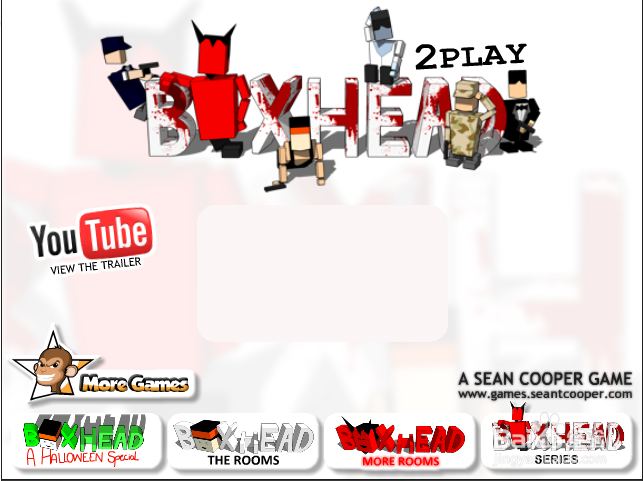 2PLAY
BOXHEAD
YouTube
VIEW THE TRAILER
More Games
A SEAN COOPER GAME
www.games.seantcooper.com
BOXHEAD
A HALLOWEEN Special
BOXHEAD
THE ROOMS
BOXHEAD
MORE ROOMS
BOXHEAD
SERIES